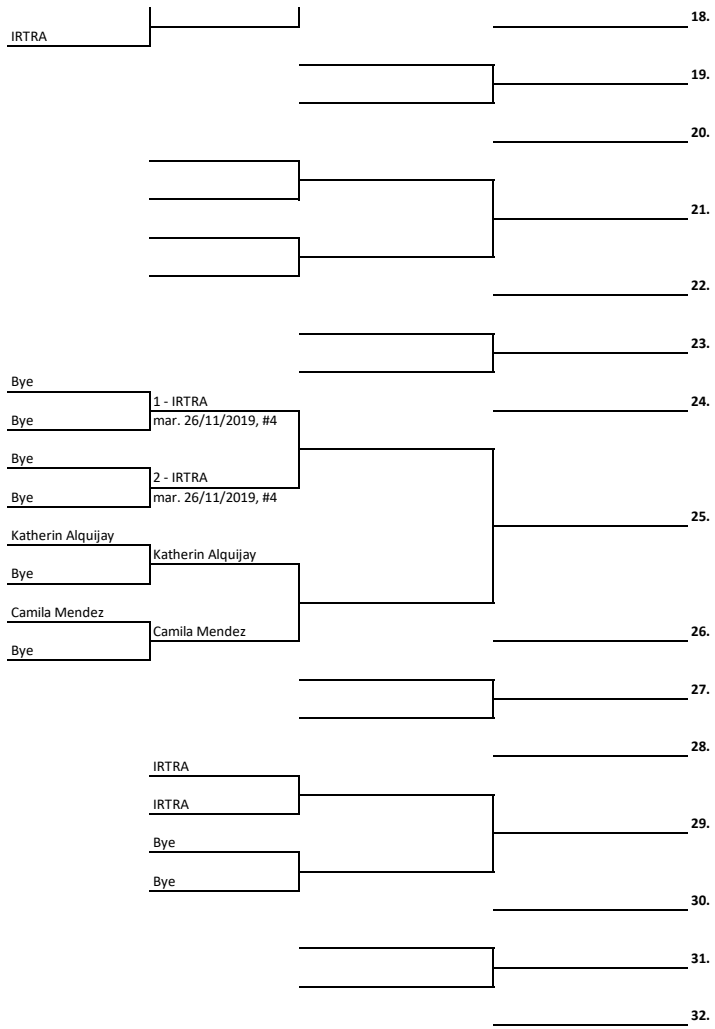 18.
IRTRA
19.
20.
21.
22.
23.
Bye
1 - IRTRA
24.
Bye
mar. 26/11/2019, #4
Bye
2 - IRTRA
Bye
mar. 26/11/2019, #4
25.
Katherin Alquijay
Katherin Alquijay
Bye
Camila Mendez
Camila Mendez
26.
Bye
27.
28.
IRTRA
IRTRA
29.
Bye
Bye
30.
31.
32.